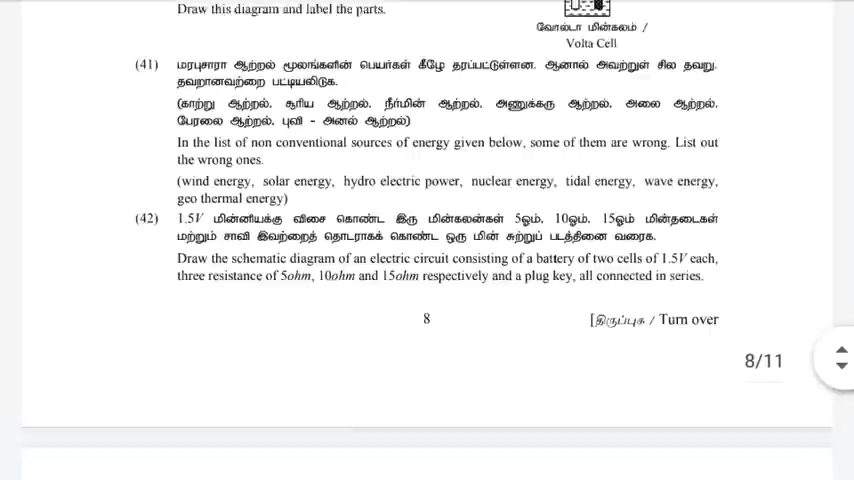 Draw this diagram and label the parts.
வோல்டா மின்கலம் /
Volta Cell
(41) மரபுசாரா ஆற்றல் மூலங்களின் பெயர்கள் கீழே தரப்பட்டுள்ளன. ஆனால் அவற்றுள் சில தவறு.
தவறானவற்றை பட்டியலிடுக.
(காற்று ஆற்றல், சூரிய ஆற்றல், நீர்மின் ஆற்றல், அணுக்கரு ஆற்றல், அலை ஆற்றல்,
பேரலை ஆற்றல், புவி - அனல் ஆற்றல்)
In the list of non conventional sources of energy given below, some of them are wrong. List out
the wrong ones.
(wind energy, solar energy, hydro electric power, nuclear energy, tidal energy, wave energy,
geo thermal energy)
(42) 1.5V மின்னியக்கு விசை கொண்ட இரு மின்கலன்கள் 5ஓம், 10ஓம், 15ஓம் மின்தடைகள்
மற்றும் சாவி இவற்றைத் தொடராகக் கொண்ட ஒரு மின் சுற்றுப் படத்தினை வரைக.
Draw the schematic diagram of an electric circuit consisting of a battery of two cells of 1.5V each,
three resistance of 5ohm, 10ohm and 15ohm respectively and a plug key, all connected in series.
8 [திருப்புக / Turn over
8/11